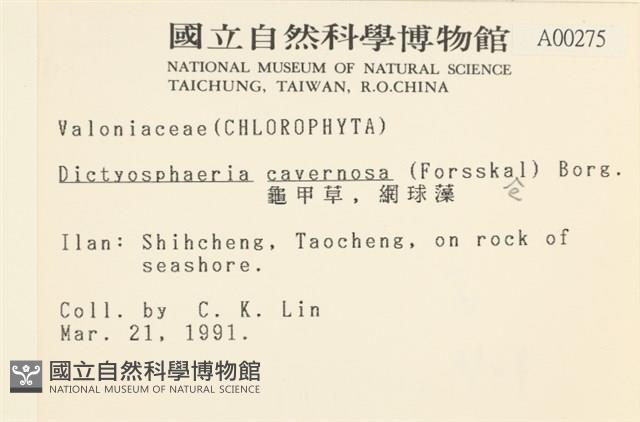 國立自然科學博物館 A00275
NATIONAL MUSEUM OF NATURAL SCIENCE
TAICHUNG, TAIWAN, R.O.CHINA
Valoniaceae(CHLOROPHYTA)
Dictyosphaeria cavernosa (Forsskal) Borg.
龜甲草, 網球藻
Ilan: Shihcheng, Taocheng, on rock of
seashore.
Coll. by C. K. Lin
Mar. 21, 1991.
國立自然科學博物館
NATIONAL MUSEUM OF NATURAL SCIENCE